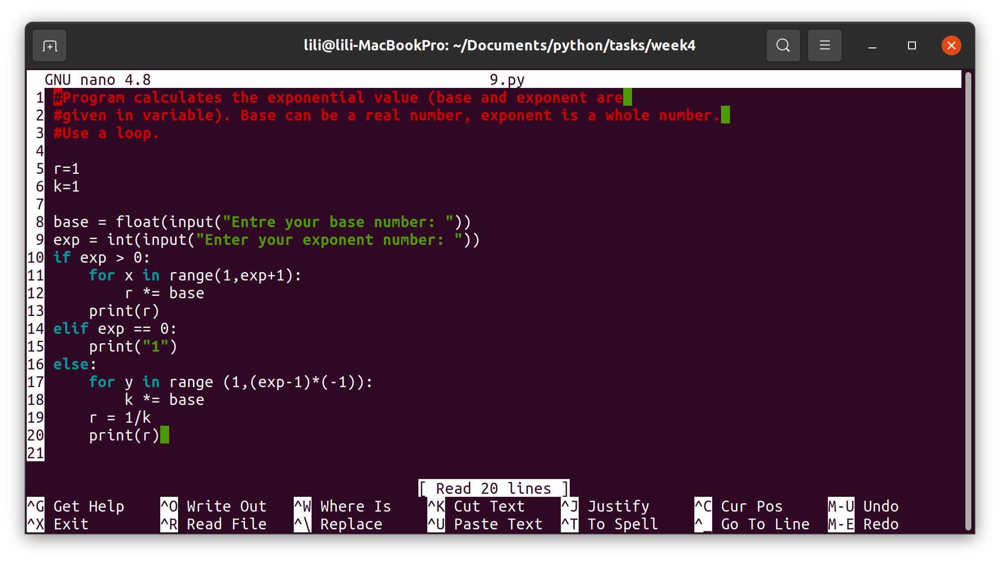 lili@lili-MacBookPro: ~/Documents/python/tasks/week4
GNU nano 4.8 9.py
1 #Program calculates the exponential value (base and exponent are
2 #given in variable). Base can be a real number, exponent is a whole number.
3 #Use a loop.
4
5 r=1
6 k=1
7
8 base = float(input("Entre your base number: "))
9 exp = int(input("Enter your exponent number: "))
10 if exp > 0:
11     for x in range(1,exp+1):
12         r *= base
13     print(r)
14 elif exp == 0:
15     print("1")
16 else:
17     for y in range (1,(exp-1)*(-1)):
18         k *= base
19     r = 1/k
20     print(r)
21
[ Read 20 lines ]
^G Get Help ^O Write Out ^W Where Is ^K Cut Text ^J Justify ^C Cur Pos M-U Undo
^X Exit ^R Read File ^\ Replace ^U Paste Text ^T To Spell ^_ Go To Line M-E Redo